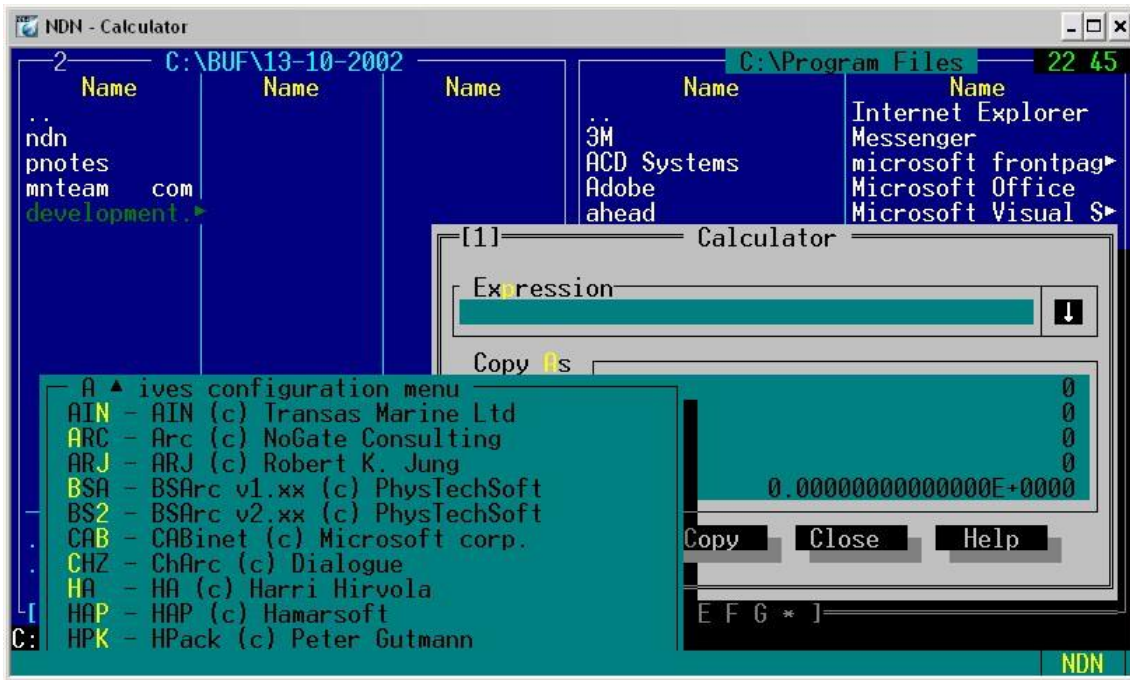 NDN - Calculator
2 C:\BUF\13-10-2002 C:\Program Files 22 45
Name Name Name Name Name
.. .. Internet Explorer
ndn 3M Messenger
pnotes ACD Systems microsoft frontpag►
mnteam com Adobe Microsoft Office
development.► ahead Microsoft Visual S►
[1] Calculator
Expression
↓
Copy As
A ▲ ives configuration menu 0
AIN - AIN (c) Transas Marine Ltd 0
ARC - Arc (c) NoGate Consulting 0
ARJ - ARJ (c) Robert K. Jung 0
BSA - BSArc v1.xx (c) PhysTechSoft 0.00000000000000E+0000
BS2 - BSArc v2.xx (c) PhysTechSoft
CAB - CABinet (c) Microsoft corp. Copy Close Help
CHZ - ChArc (c) Dialogue
HA - HA (c) Harri Hirvola
HAP - HAP (c) Hamarsoft E F G * ]
C: HPK - HPack (c) Peter Gutmann
NDN